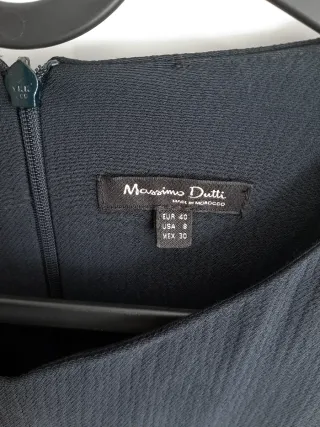 Massimo Dutti
MADE IN MOROCCO
EUR 40
USA 8
MEX 30